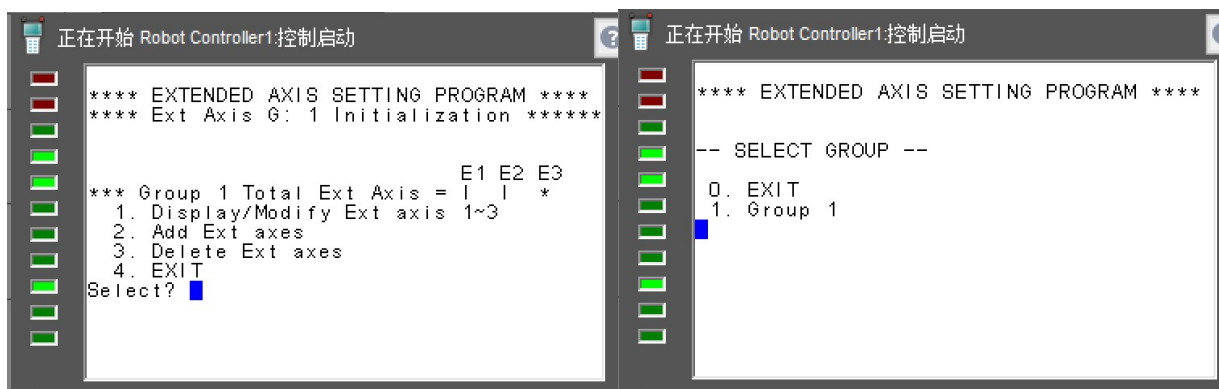 正在开始 Robot Controller1:控制启动
**** EXTENDED AXIS SETTING PROGRAM ****
**** Ext Axis G: 1 Initialization ******
E1 E2 E3
*** Group 1 Total Ext Axis = | | *
1. Display/Modify Ext axis 1~3
2. Add Ext axes
3. Delete Ext axes
4. EXIT
Select?
正在开始 Robot Controller1:控制启动
**** EXTENDED AXIS SETTING PROGRAM ****
-- SELECT GROUP --
0. EXIT
1. Group 1